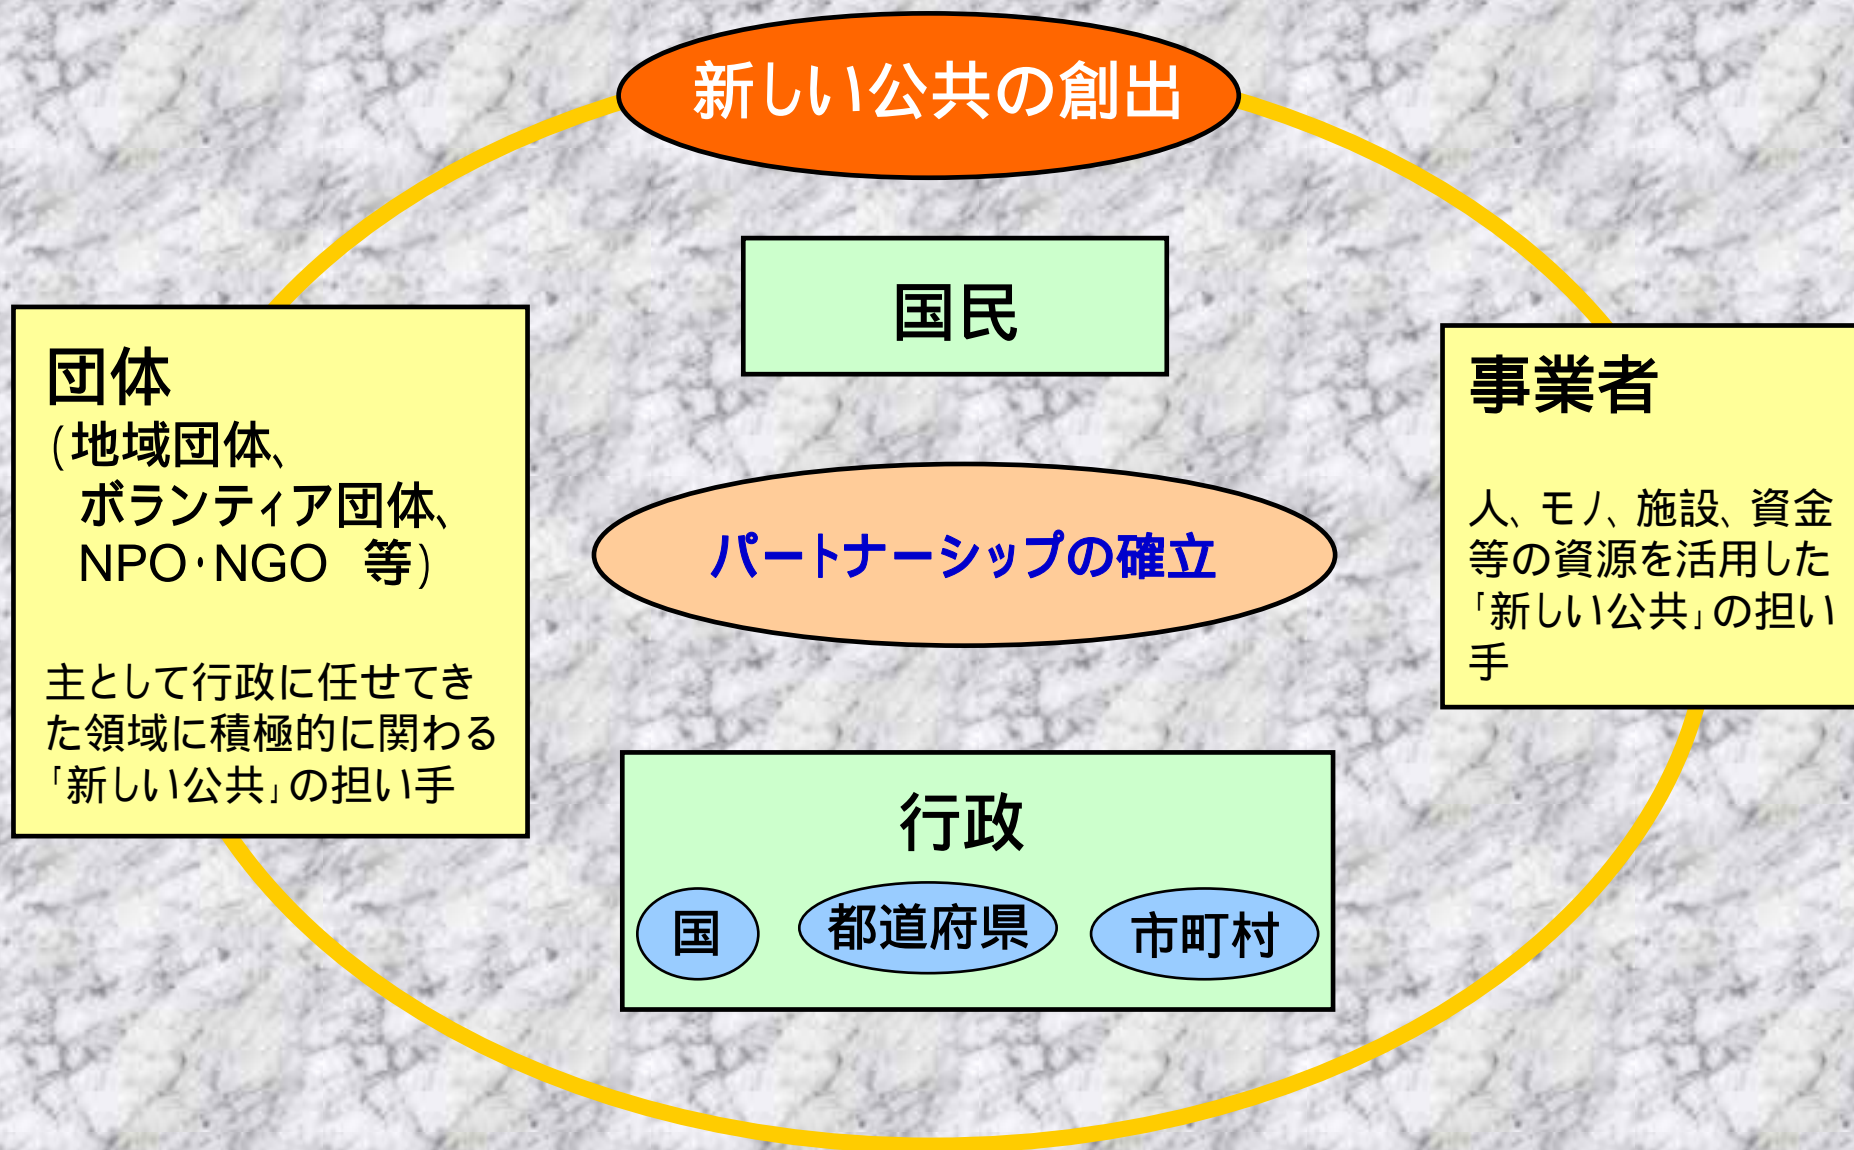 新しい公共の創出
国民
団体
(地域団体、
ボランティア団体、
NPO・NGO　等)
主として行政に任せてき
た領域に積極的に関わる
「新しい公共」の担い手
パートナーシップの確立
事業者
人、モノ、施設、資金
等の資源を活用した
「新しい公共」の担い
手
行政
国
都道府県
市町村